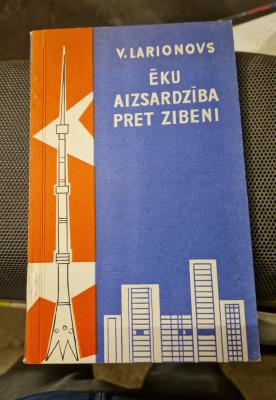 V. LARIONOVS
ĒKU
AIZSARDZĪBA
PRET ZIBENI